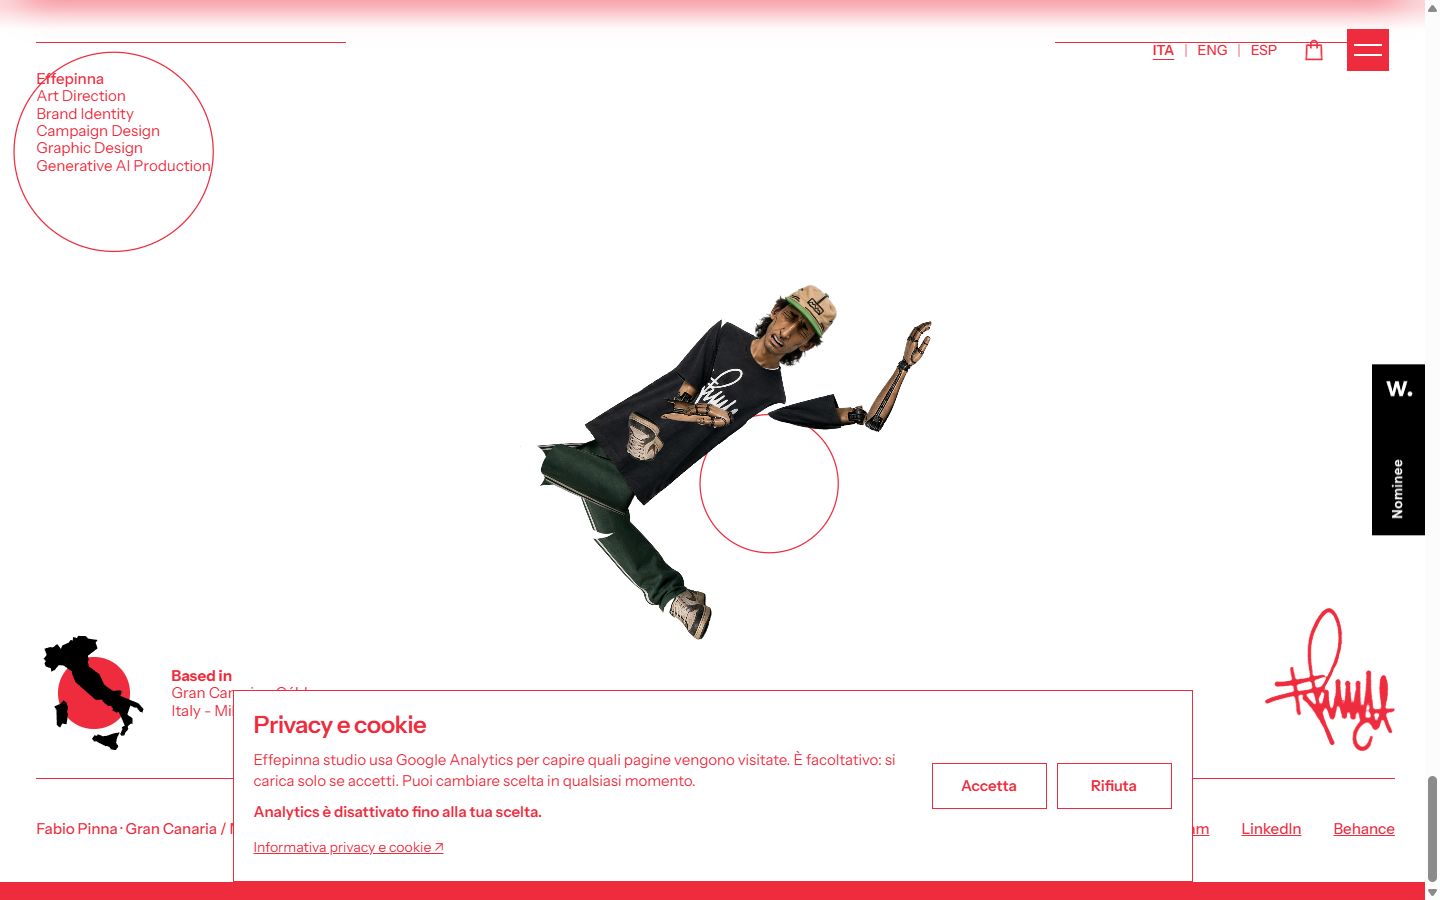 ITA | ENG | ESP
Effepinna
Art Direction
Brand Identity
Campaign Design
Graphic Design
Generative AI Production
W.
Nominee
Based in
Gran
Italy -
Privacy e cookie
Effepinna studio usa Google Analytics per capire quali pagine vengono visitate. È facoltativo: si
carica solo se accetti. Puoi cambiare scelta in qualsiasi momento.
Analytics è disattivato fino alla tua scelta.
Informativa privacy e cookie ↗
Accetta
Rifiuta
Fabio Pinna · Gran Canaria /
LinkedIn
Behance